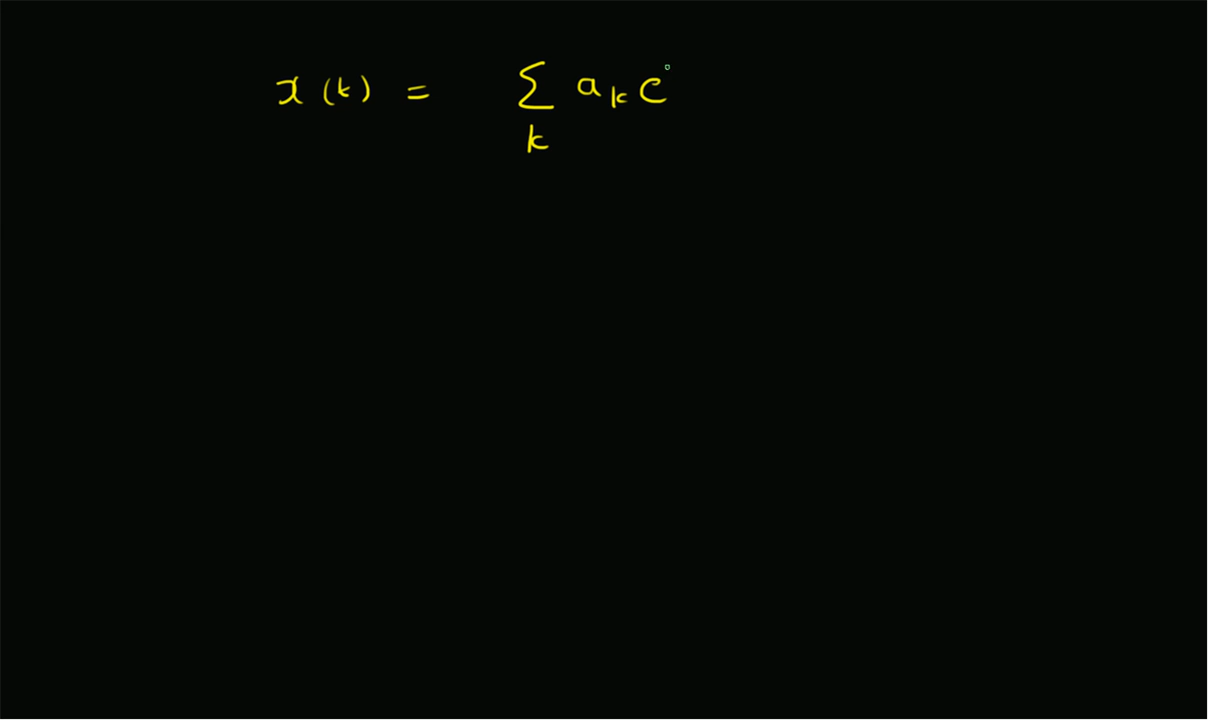 x(k) = ∑ a_k e
k